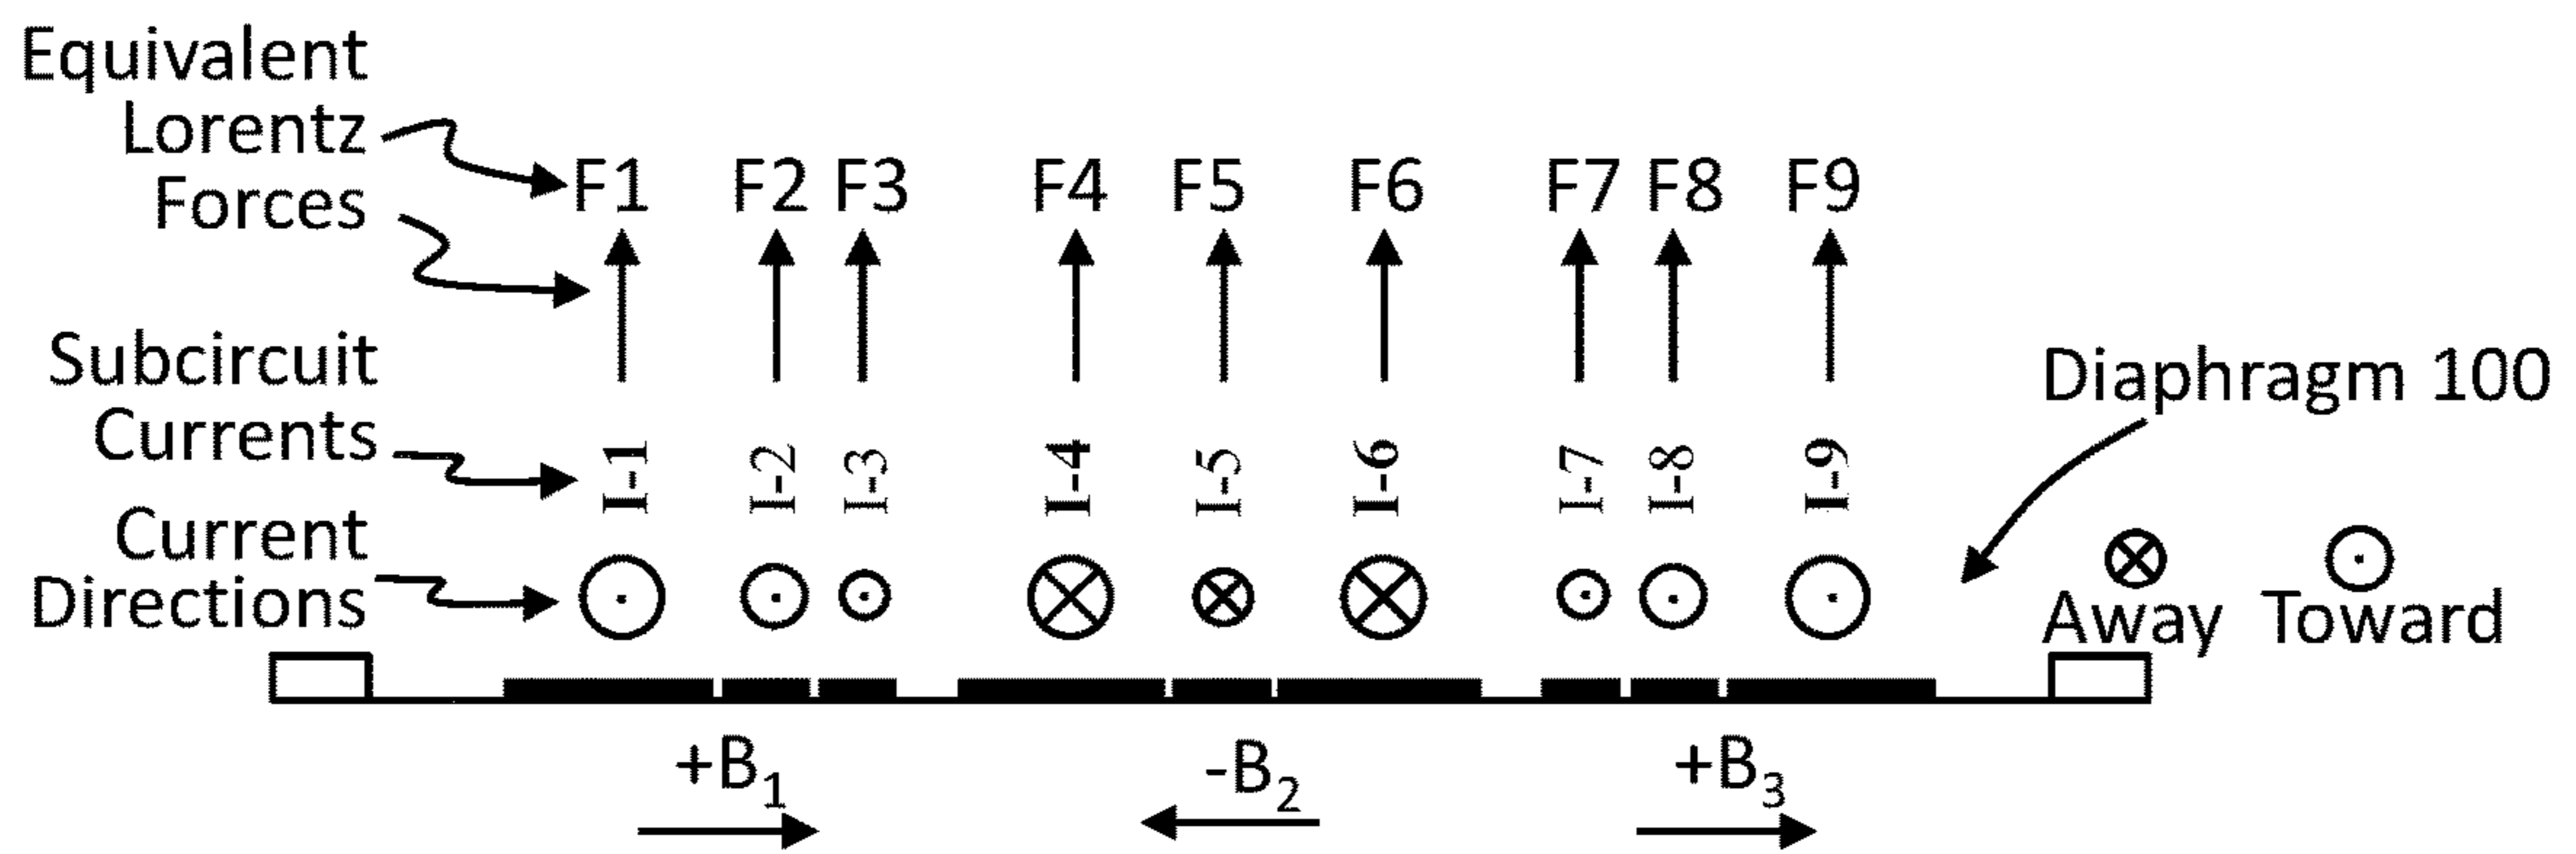 Equivalent
Lorentz
Forces
F1 F2 F3 F4 F5 F6 F7 F8 F9
Subcircuit
Currents
I-1 I-2 I-3 I-4 I-5 I-6 I-7 I-8 I-9
Current
Directions
Diaphragm 100
Away Toward
+B1 -B2 +B3